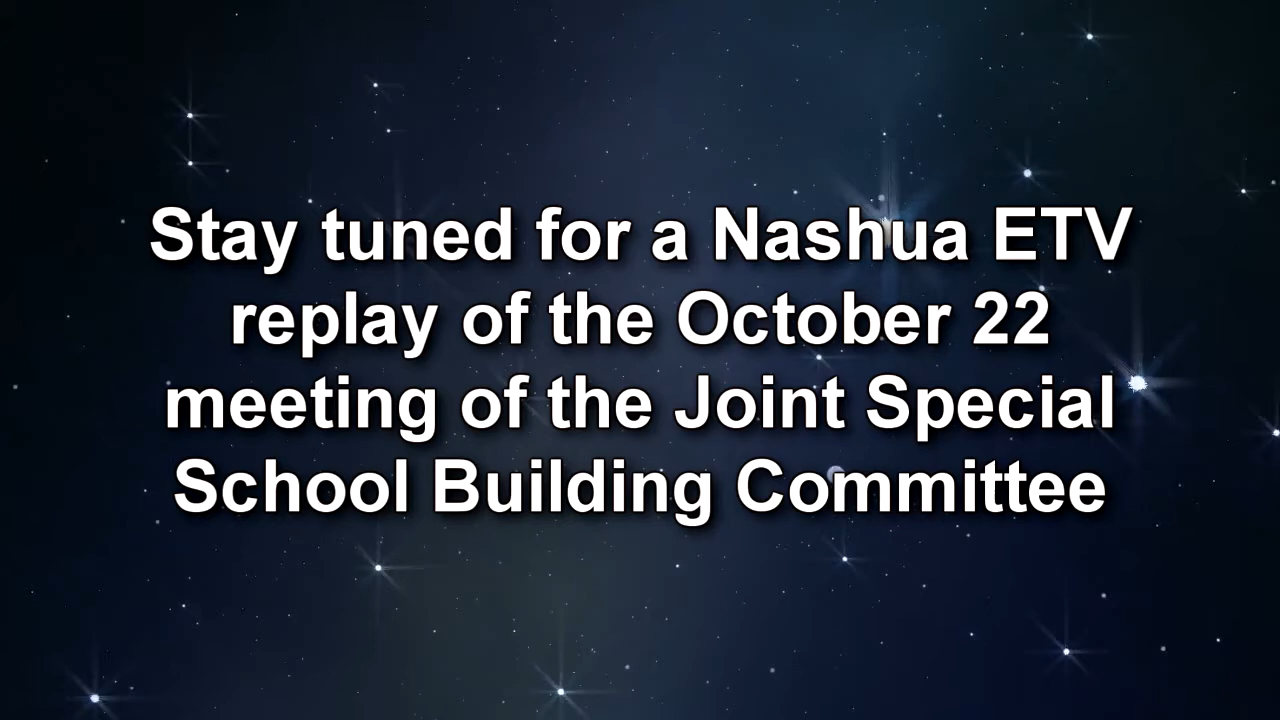 Stay tuned for a Nashua ETV
replay of the October 22
meeting of the Joint Special
School Building Committee